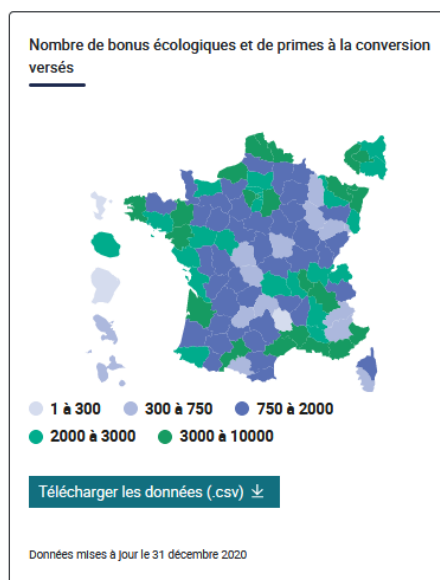 Nombre de bonus écologiques et de primes à la conversion
versés
1 à 300 300 à 750 750 à 2000
2000 à 3000 3000 à 10000
Télécharger les données (.csv)
Données mises à jour le 31 décembre 2020